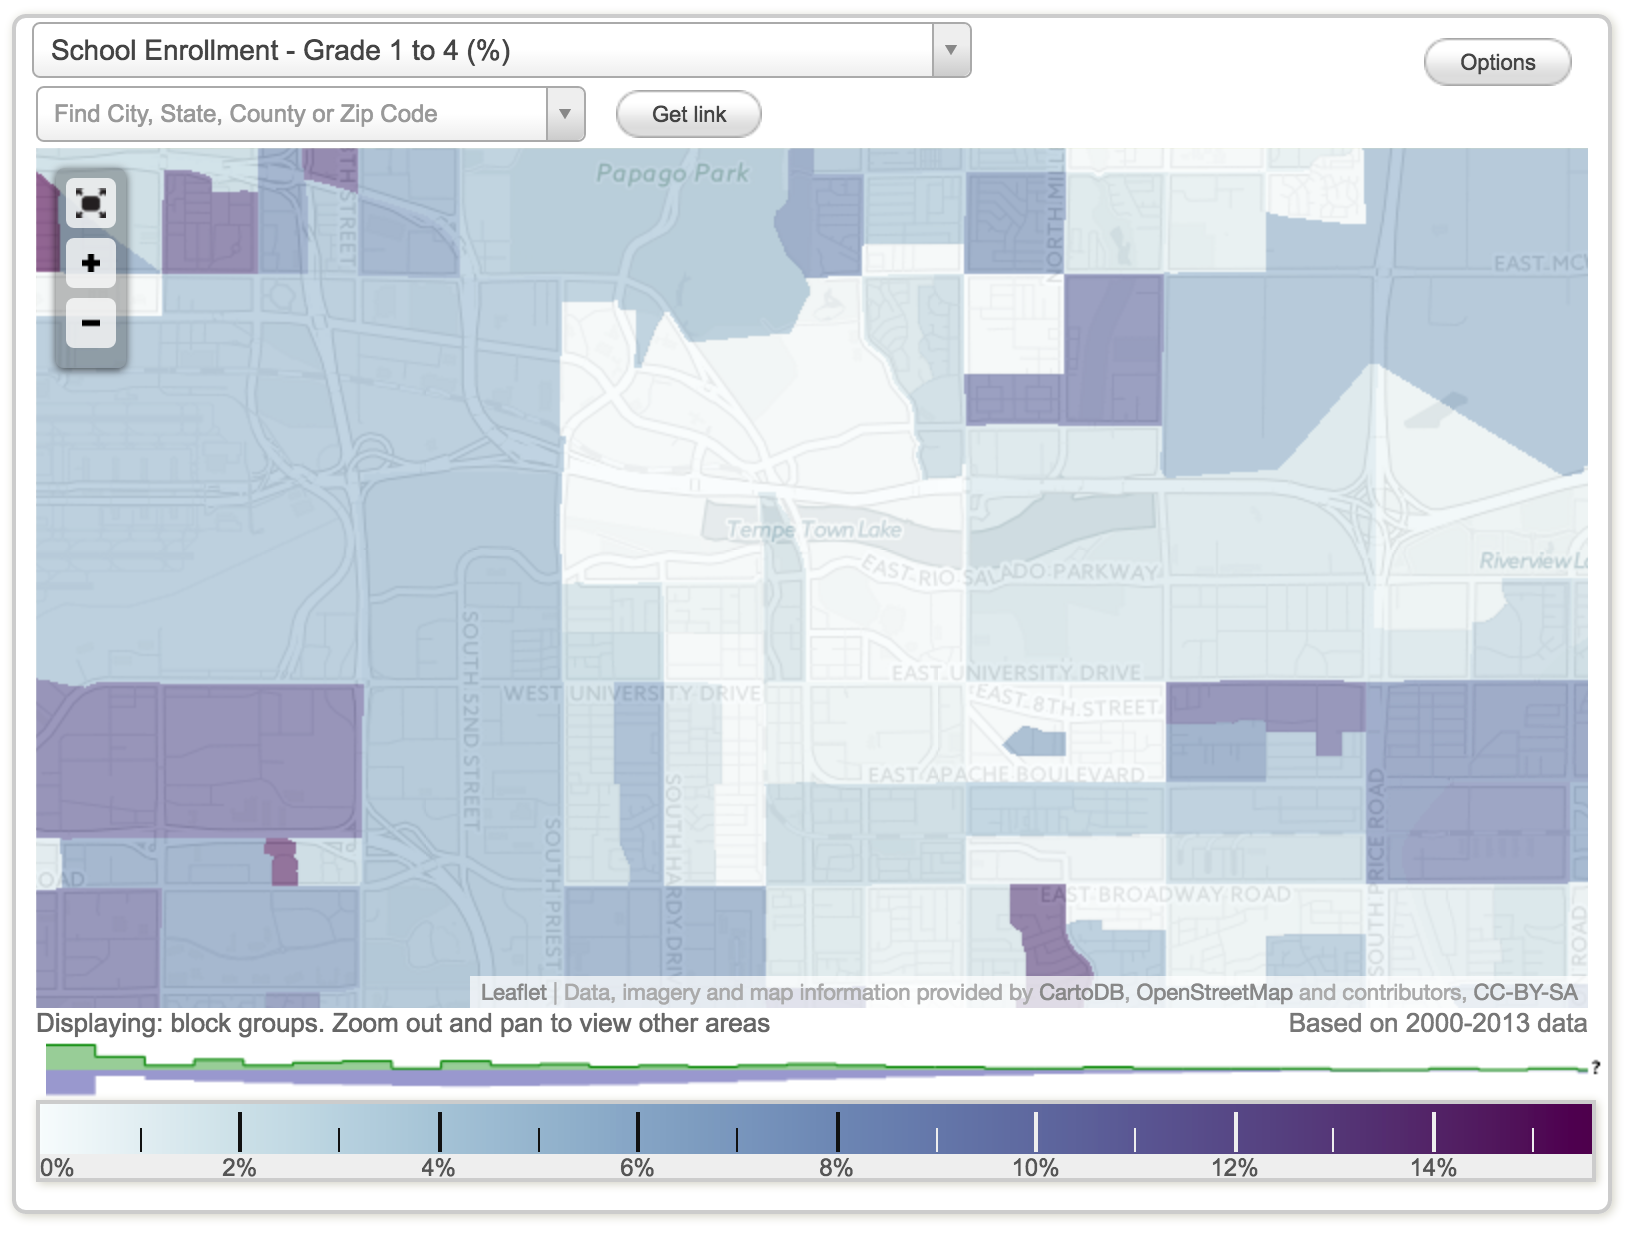 School Enrollment - Grade 1 to 4 (%)
Options
Find City, State, County or Zip Code
Get link
Papago Park
STREET
NORTH MILL
EAST MC
Tempe Town Lake
EAST RIO SALADO PARKWAY
Riverview
SOUTH 52ND STREET
WEST UNIVERSITY DRIVE
EAST UNIVERSITY DRIVE
EAST 8TH STREET
EAST APACHE BOULEVARD
SOUTH HARDY DRI
SOUTH PRIEST
SOUTH PRICE ROAD
OAD
EAST BROADWAY ROAD
ROAD
Leaflet | Data, imagery and map information provided by CartoDB, OpenStreetMap and contributors, CC-BY-SA
Displaying: block groups. Zoom out and pan to view other areas
Based on 2000-2013 data
?
0% 2% 4% 6% 8% 10% 12% 14%